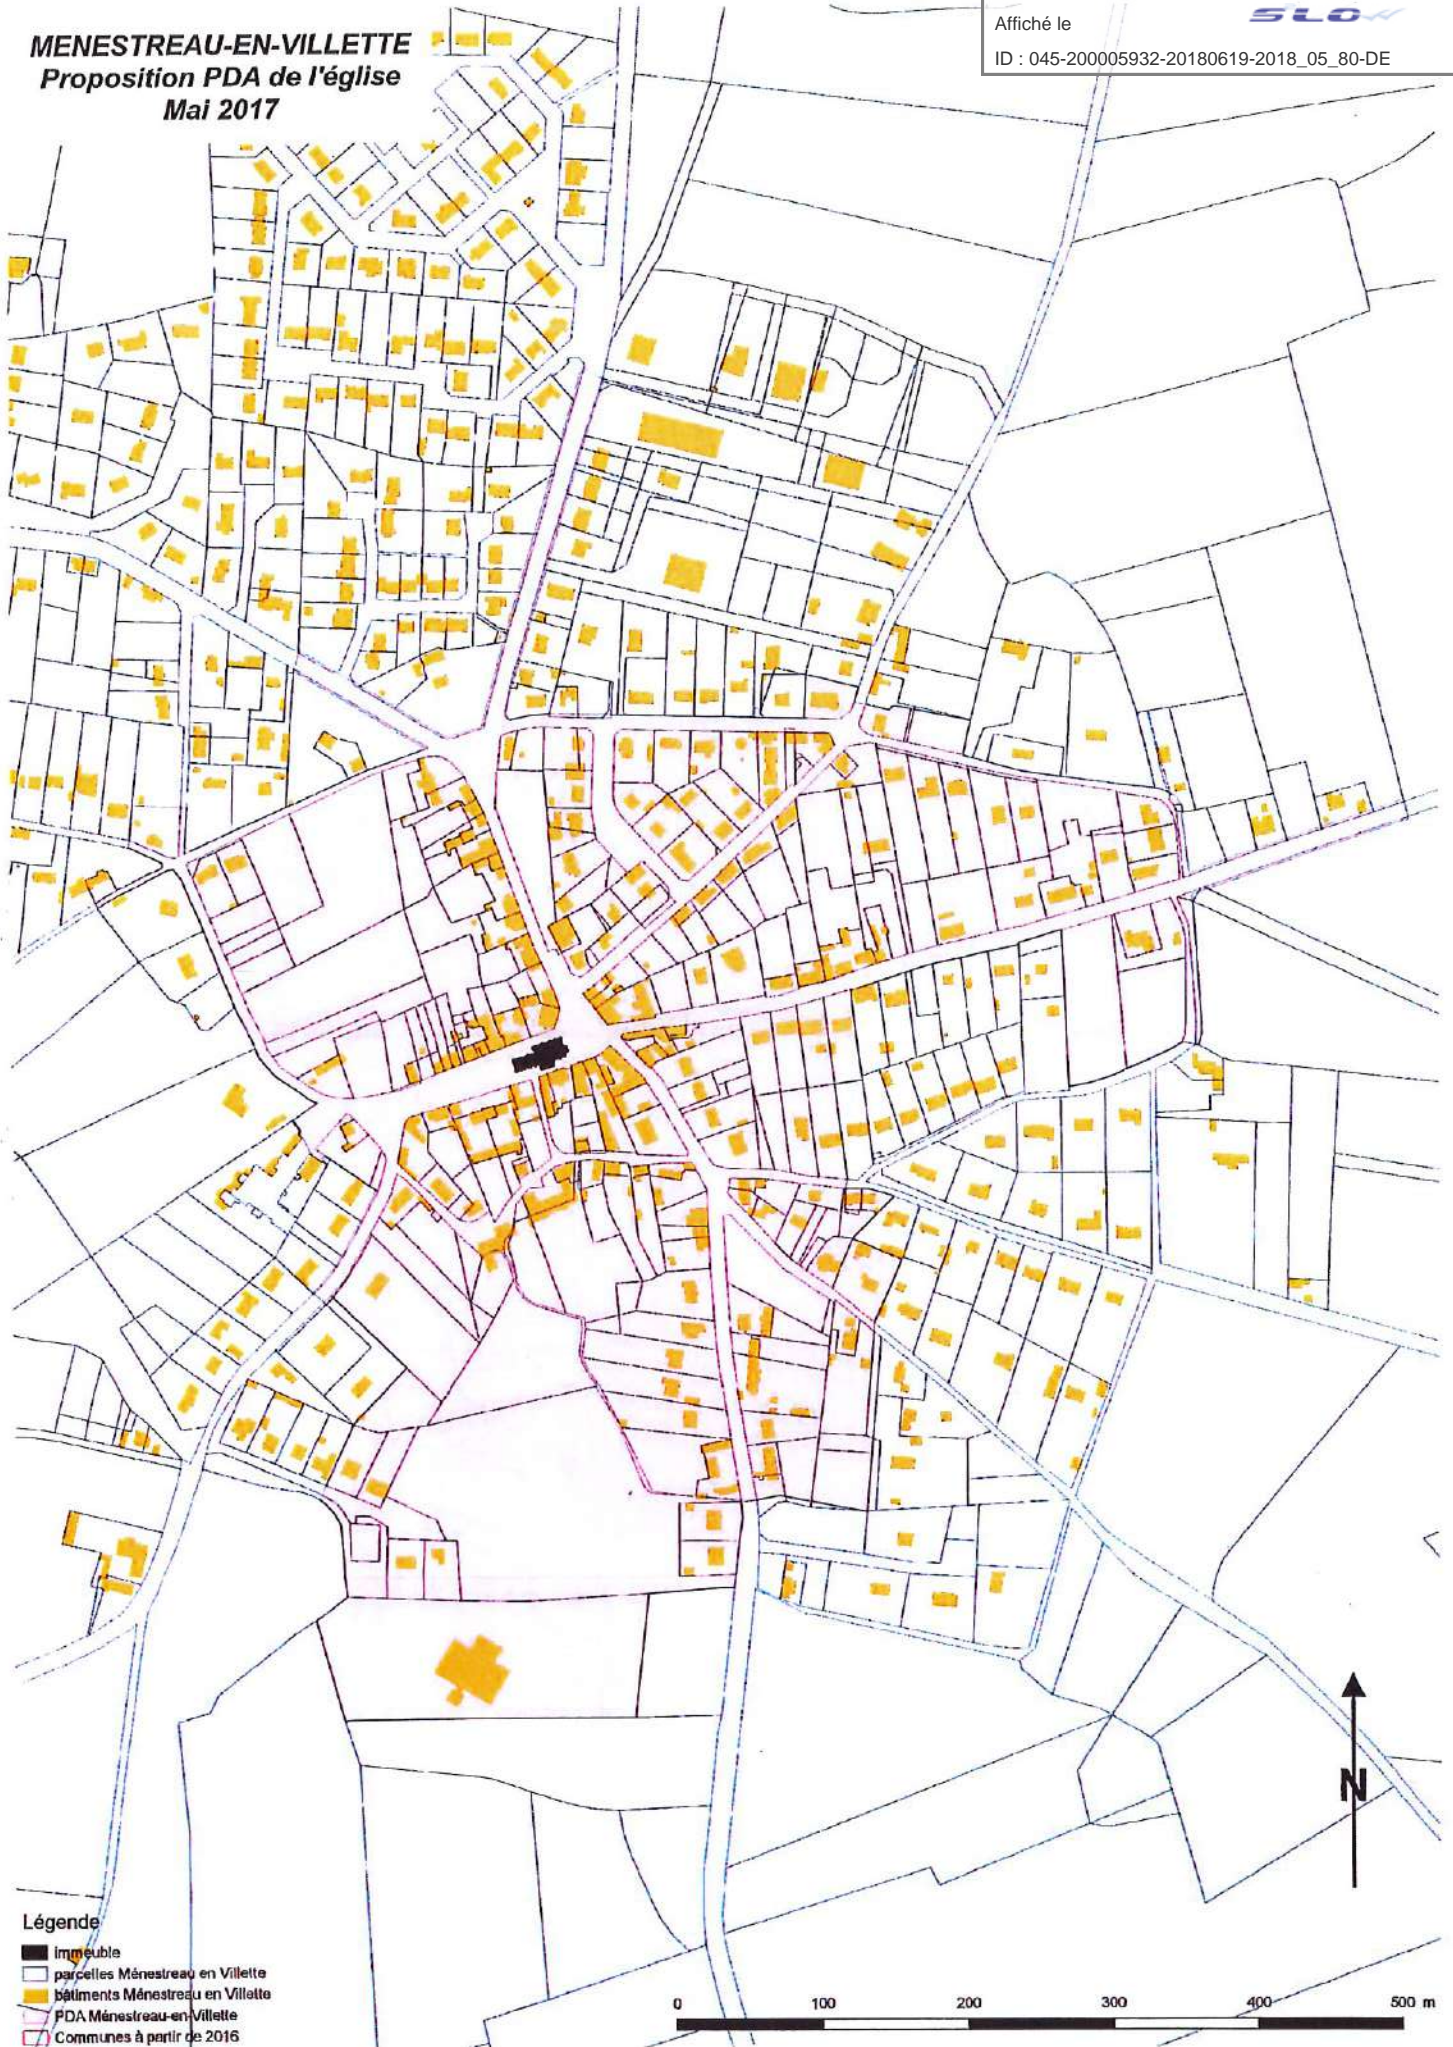 MENESTREAU-EN-VILLETTE
Proposition PDA de l'église
Mai 2017
Affiché le
SLO
ID : 045-200005932-20180619-2018_05_80-DE
N
Légende
immeuble
parcelles Ménestreau en Villette
bâtiments Ménestreau en Villette
PDA Ménestreau-en-Villette
Communes à partir de 2016
0 100 200 300 400 500 m